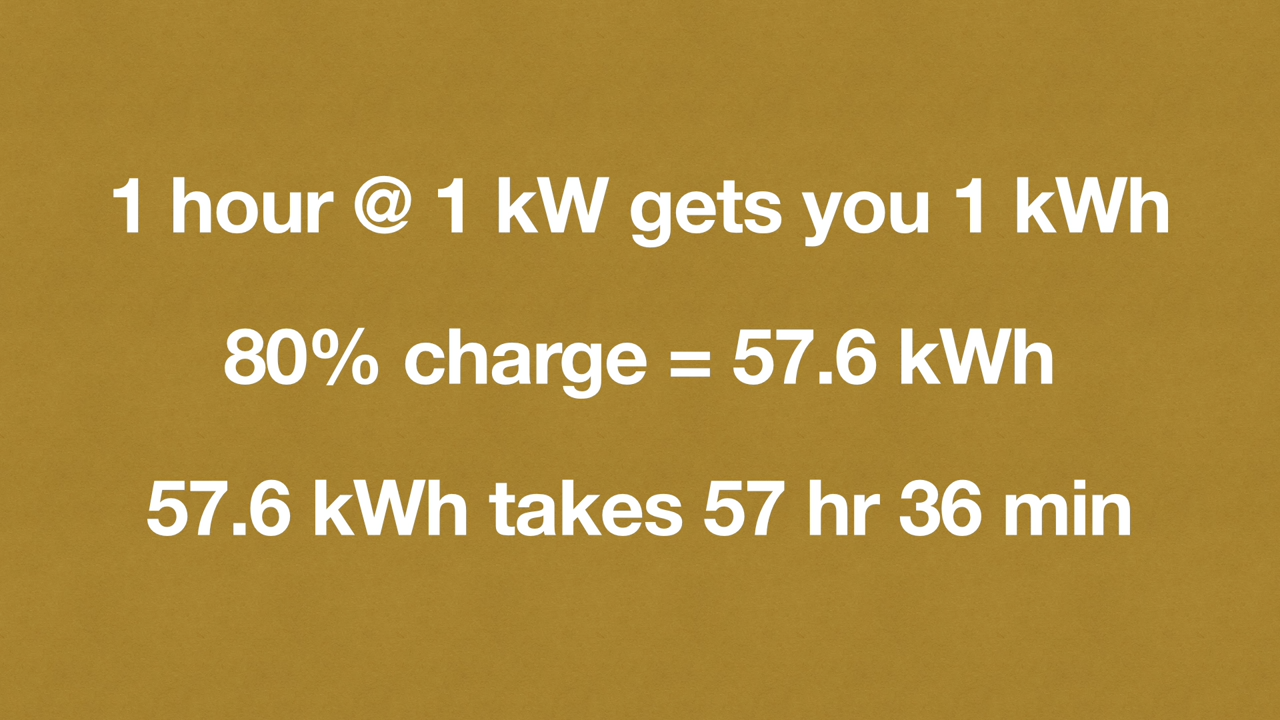 1 hour @ 1 kW gets you 1 kWh
80% charge = 57.6 kWh
57.6 kWh takes 57 hr 36 min